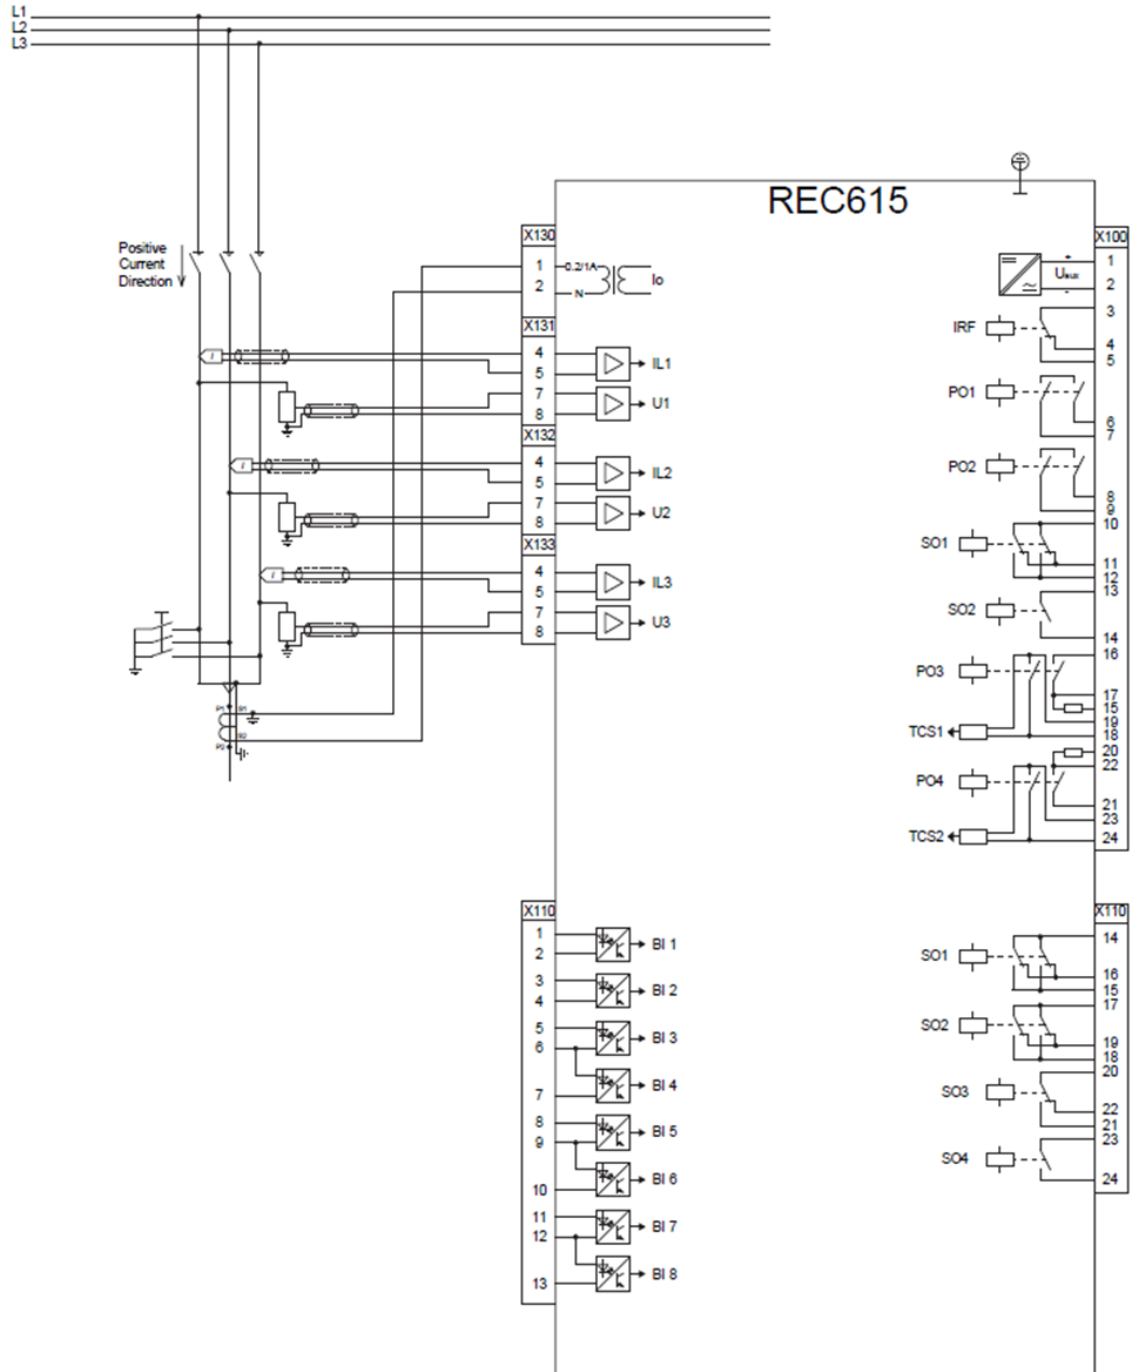 L1
L2
L3
REC615
Positive
Current
Direction
X130
1
0.2/1A
2
N
Io
X131
4
5
IL1
7
8
U1
X132
4
5
IL2
7
8
U2
X133
4
5
IL3
7
8
U3
I
I
I
P1
S1
S2
P2
X100
1
+
Uaux
2
-
3
IRF
4
5
PO1
6
7
PO2
8
9
10
SO1
11
12
13
SO2
14
16
PO3
17
15
19
TCS1
18
20
22
PO4
21
23
TCS2
24
X110
1
2
BI 1
3
4
BI 2
5
6
BI 3
7
BI 4
8
9
BI 5
10
BI 6
11
12
BI 7
13
BI 8
X110
14
SO1
16
15
17
SO2
19
18
20
SO3
22
21
23
SO4
24